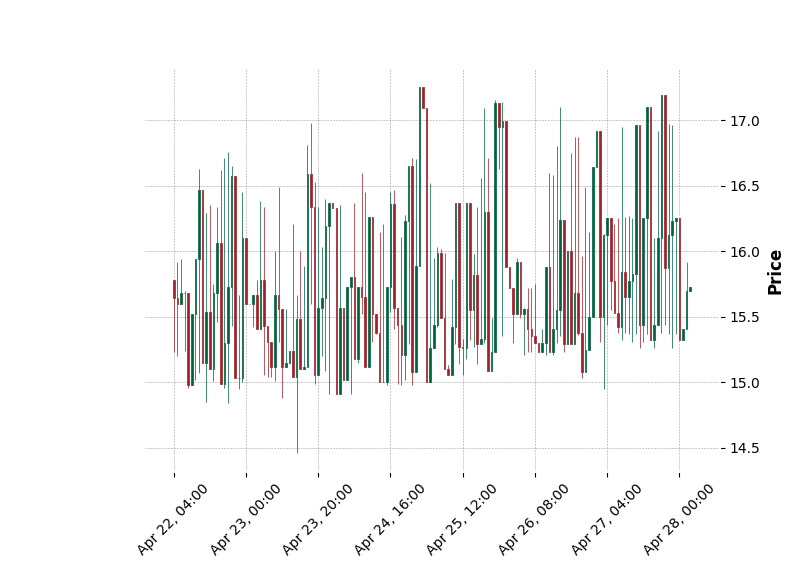 17.0
16.5
16.0
15.5
15.0
14.5
Price
Apr 22, 04:00
Apr 23, 00:00
Apr 23, 20:00
Apr 24, 16:00
Apr 25, 12:00
Apr 26, 08:00
Apr 27, 04:00
Apr 28, 00:00